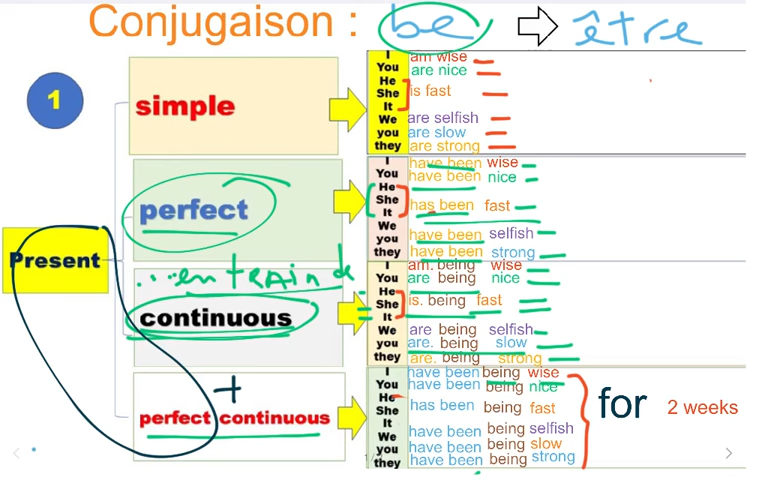 Conjugaison : be ⇨ être
1
Present
simple
I am wise
You are nice
He
She is fast
It
We are selfish
you are slow
they are strong
perfect
I have been wise
You have been nice
He
She has been fast
It
We
you have been selfish
they have been strong
...en train de
continuous
I am. being wise
You are being nice
He
She is. being fast
It
We are being selfish
you are. being slow
they are. being strong
+
perfect continuous
I have been being wise
You have been being nice
He
She has been being fast
It
We have been being selfish
you have been being slow
they have been being strong
for 2 weeks